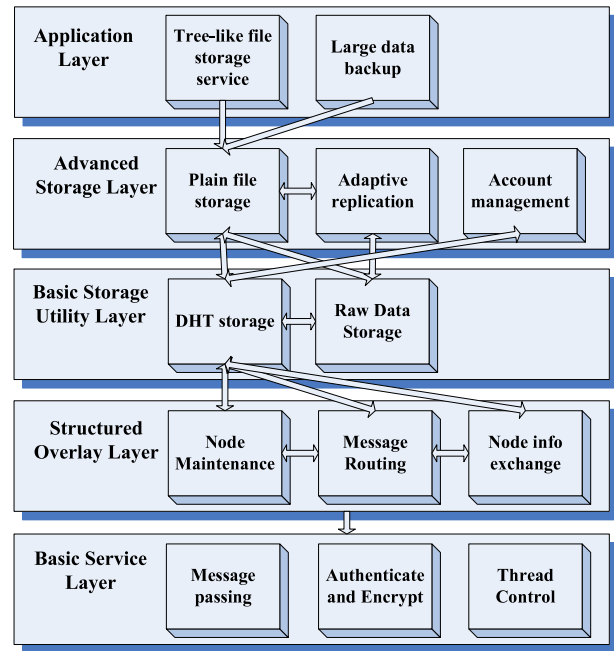 Application
Layer
Tree-like file
storage
service
Large data
backup
Advanced
Storage Layer
Plain file
storage
Adaptive
replication
Account
management
Basic Storage
Utility Layer
DHT storage
Raw Data
Storage
Structured
Overlay Layer
Node
Maintenance
Message
Routing
Node info
exchange
Basic Service
Layer
Message
passing
Authenticate
and Encrypt
Thread
Control